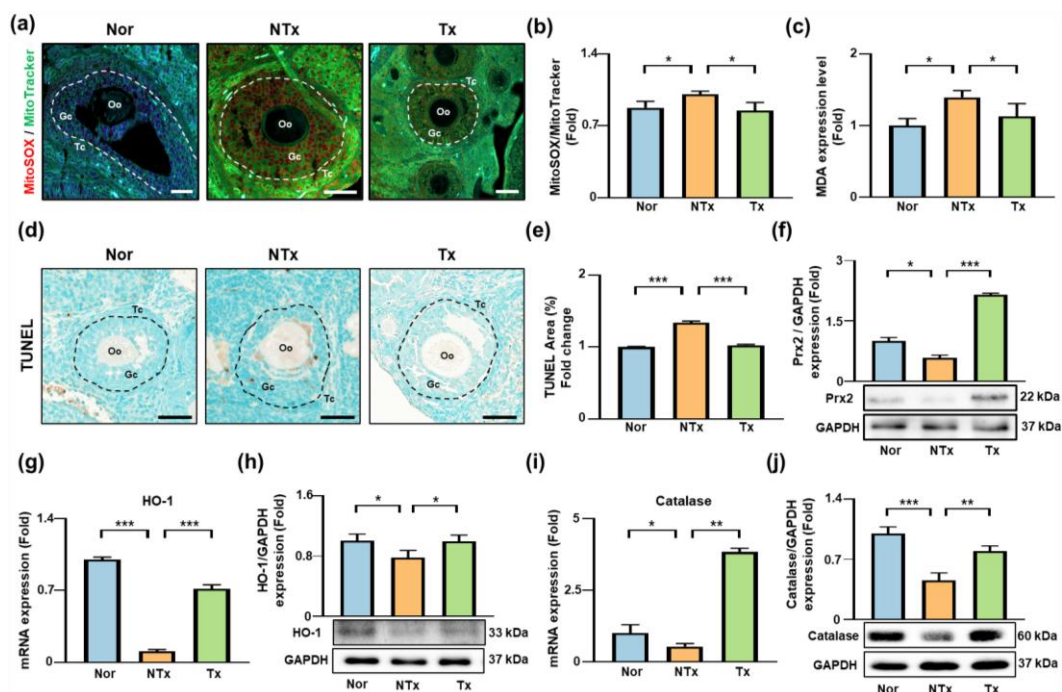 (a)
Nor
NTx
Tx
MitoSOX / MitoTracker
Tc
Oo
Gc
Tc
Oo
Gc
Tc
Tc
Oo
Gc
(b)
MitoSOX/MitoTracker
(Fold)
1.4
0.7
0
*
*
Nor
NTx
Tx
(c)
MDA expression level
(Fold)
2
1
0
*
*
Nor
NTx
Tx
(d)
Nor
NTx
Tx
TUNEL
Tc
Oo
Gc
Oo
Gc
Tc
Tc
Oo
Gc
(e)
TUNEL Area (%)
Fold change
2
1
0
***
***
Nor
NTx
Tx
(f)
Prx2 / GAPDH
expression (Fold)
3
1.5
0
*
***
Prx2
22 kDa
GAPDH
37 kDa
Nor
NTx
Tx
(g)
HO-1
mRNA expression (Fold)
1.4
0.7
0
***
***
Nor
NTx
Tx
(h)
HO-1/GAPDH
expression (Fold)
1.6
0.8
0
*
*
HO-1
33 kDa
GAPDH
37 kDa
Nor
NTx
Tx
(i)
Catalase
mRNA expression (Fold)
5
2.5
0
*
**
Nor
NTx
Tx
(j)
Catalase/GAPDH
expression (Fold)
1.4
0.7
0
***
**
Catalase
60 kDa
GAPDH
37 kDa
Nor
NTx
Tx